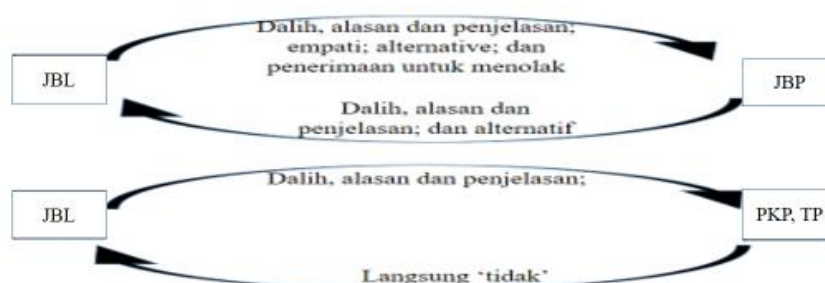 Dalih, alasan dan penjelasan;
empati; alternative; dan
penerimaan untuk menolak
JBL
JBP
Dalih, alasan dan
penjelasan; dan alternatif
Dalih, alasan dan penjelasan;
JBL
PKP, TP
Langsung ‘tidak’